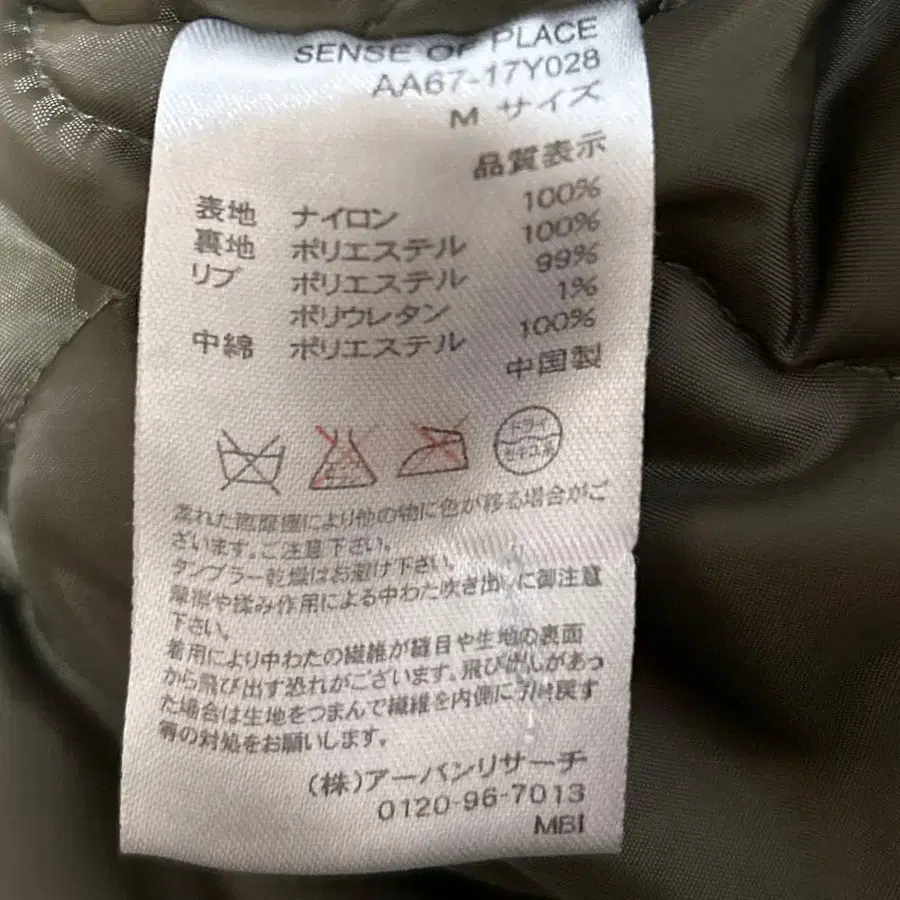 SENSE OF PLACE
AA67-17Y028
M サイズ
品質表示
表地 ナイロン 100%
裏地 ポリエステル 100%
リブ ポリエステル 99%
ポリウレタン 1%
中綿 ポリエステル 100%
中国製
ドライ
セキユ系
濡れた際摩擦により他の物に色が移る場合がご
ざいます。ご注意下さい。
タンブラー乾燥はお避け下さい。
摩擦や揉み作用による中わた吹き出しに御注意
下さい。
着用により中わたの繊維が縫目や生地の裏面
から飛び出す恐れがございます。飛び出しがあっ
た場合は生地をつまんで繊維を内側に引き戻す
等の対処をお願いします。
(株)アーバンリサーチ
0120-96-7013
MBI